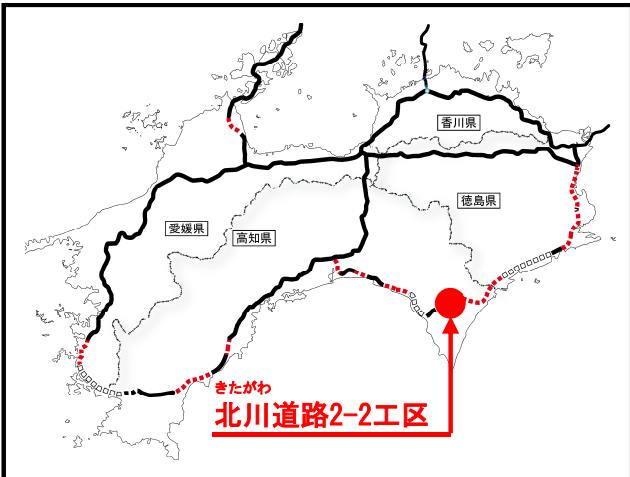 香川県
徳島県
愛媛県
高知県
きたがわ
北川道路2-2工区